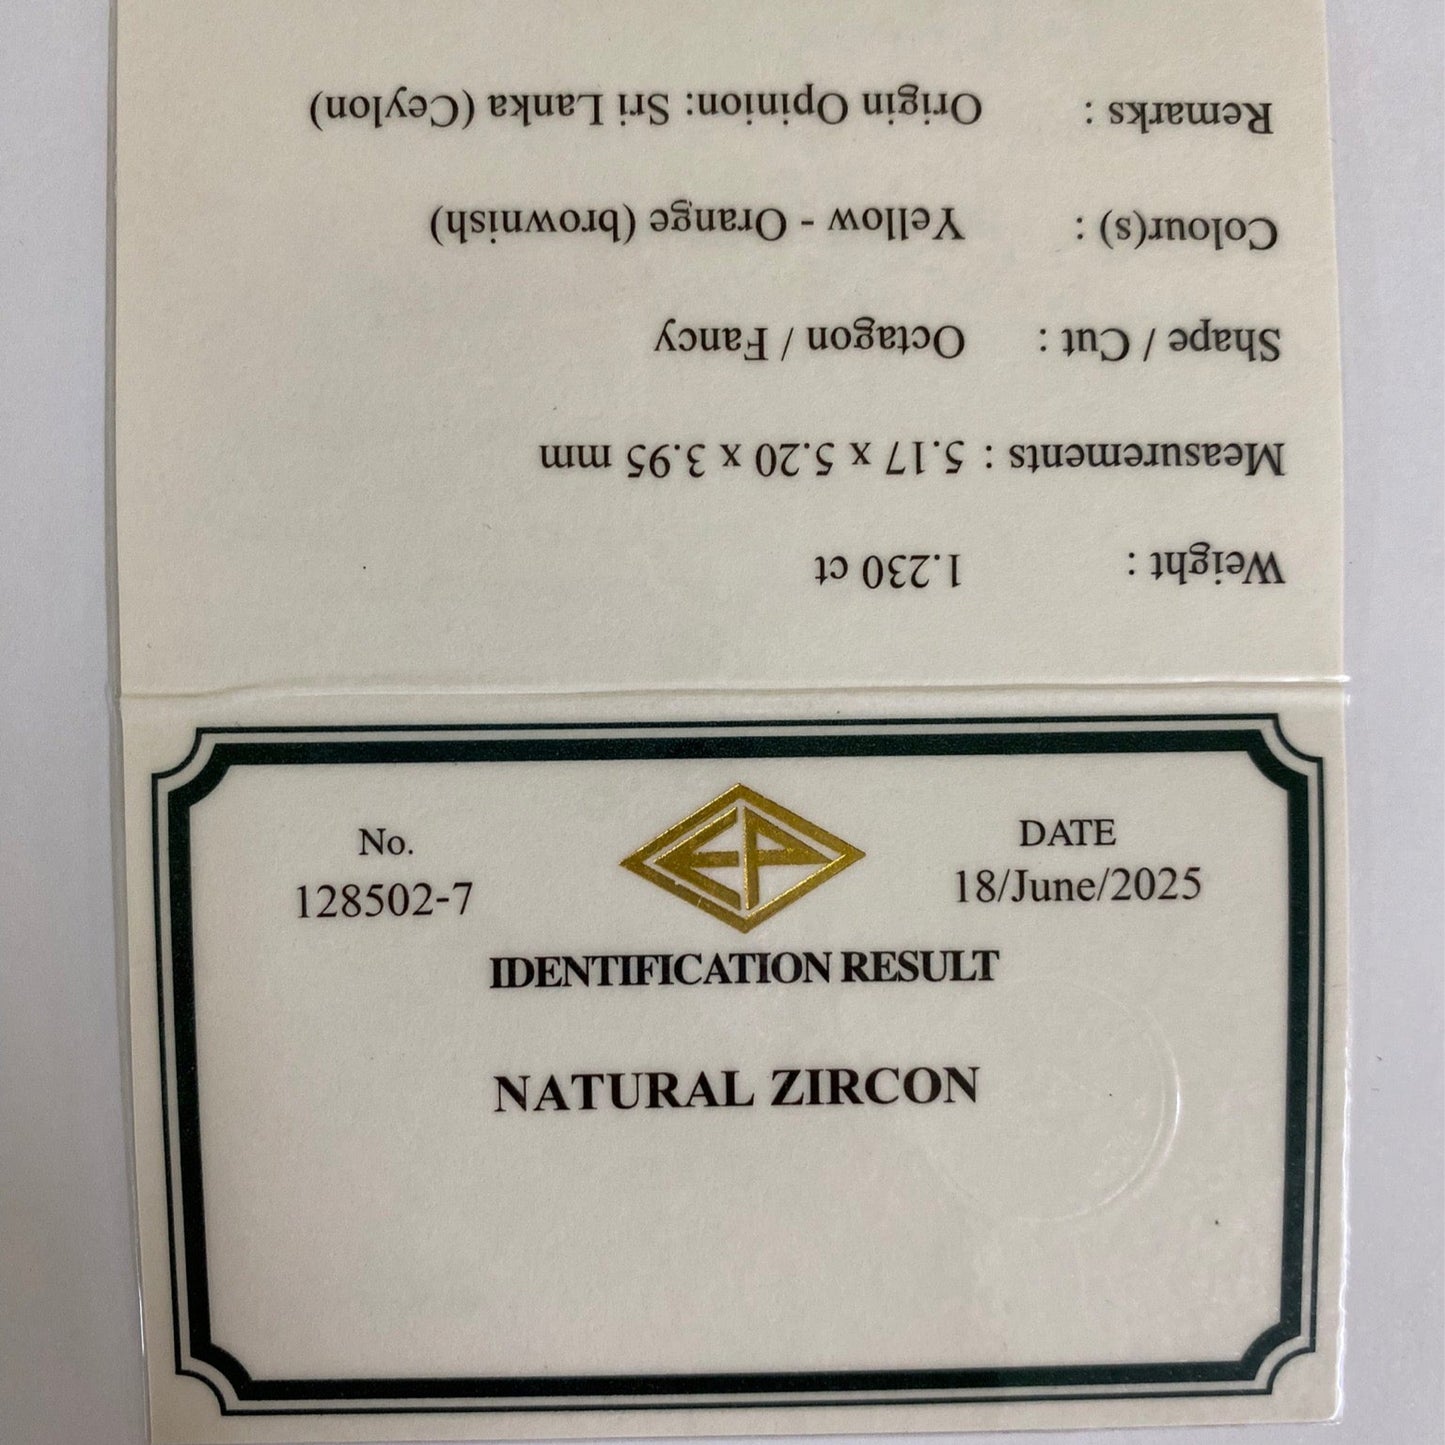 No.
128502-7
EP
DATE
18/June/2025
IDENTIFICATION RESULT
NATURAL ZIRCON
Weight : 1.230 ct
Measurements : 5.17 x 5.20 x 3.95 mm
Shape / Cut : Octagon / Fancy
Colour(s) : Yellow - Orange (brownish)
Remarks : Origin Opinion: Sri Lanka (Ceylon)